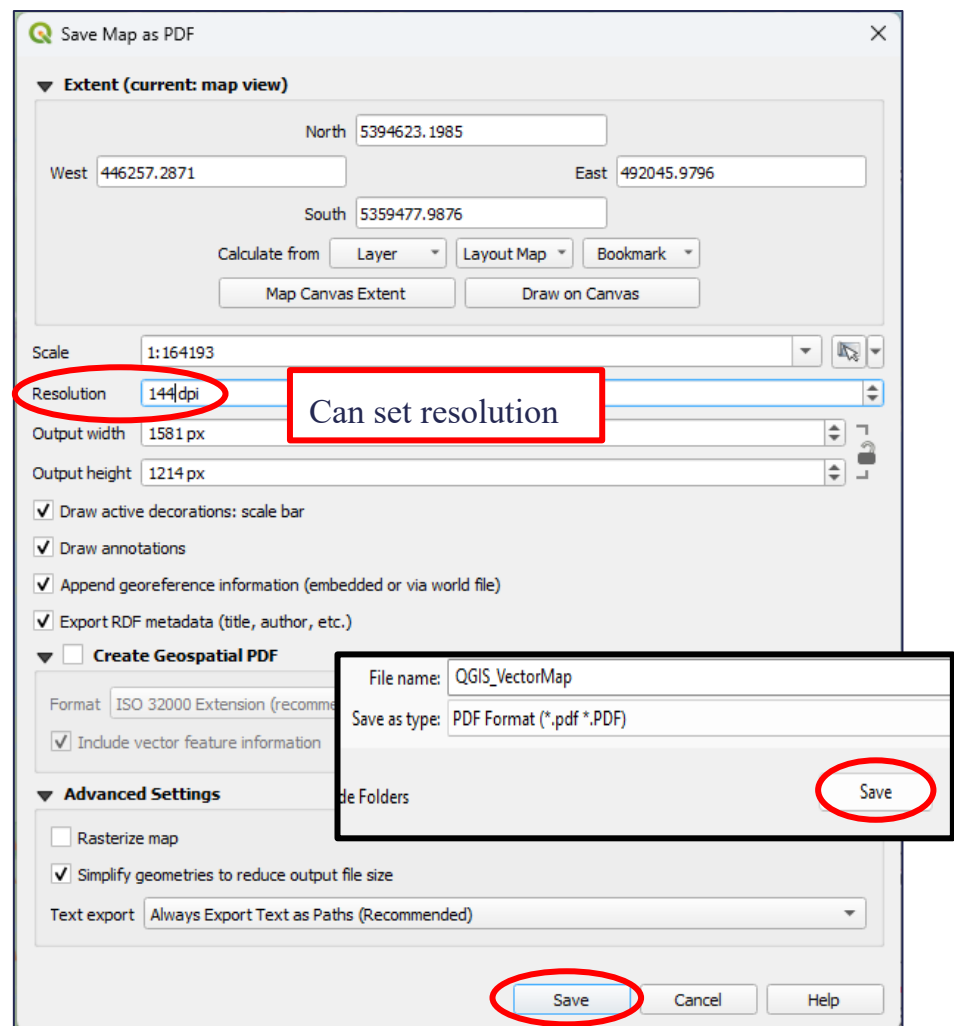 Save Map as PDF
Extent (current: map view)
North 5394623.1985
West 446257.2871 East 492045.9796
South 5359477.9876
Calculate from Layer Layout Map Bookmark
Map Canvas Extent Draw on Canvas
Scale 1:164193
Resolution 144 dpi
Can set resolution
Output width 1581 px
Output height 1214 px
Draw active decorations: scale bar
Draw annotations
Append georeference information (embedded or via world file)
Export RDF metadata (title, author, etc.)
Create Geospatial PDF
Format ISO 32000 Extension (recomme
Include vector feature information
File name: QGIS_VectorMap
Save as type: PDF Format (*.pdf *.PDF)
de Folders Save
Advanced Settings
Rasterize map
Simplify geometries to reduce output file size
Text export Always Export Text as Paths (Recommended)
Save Cancel Help